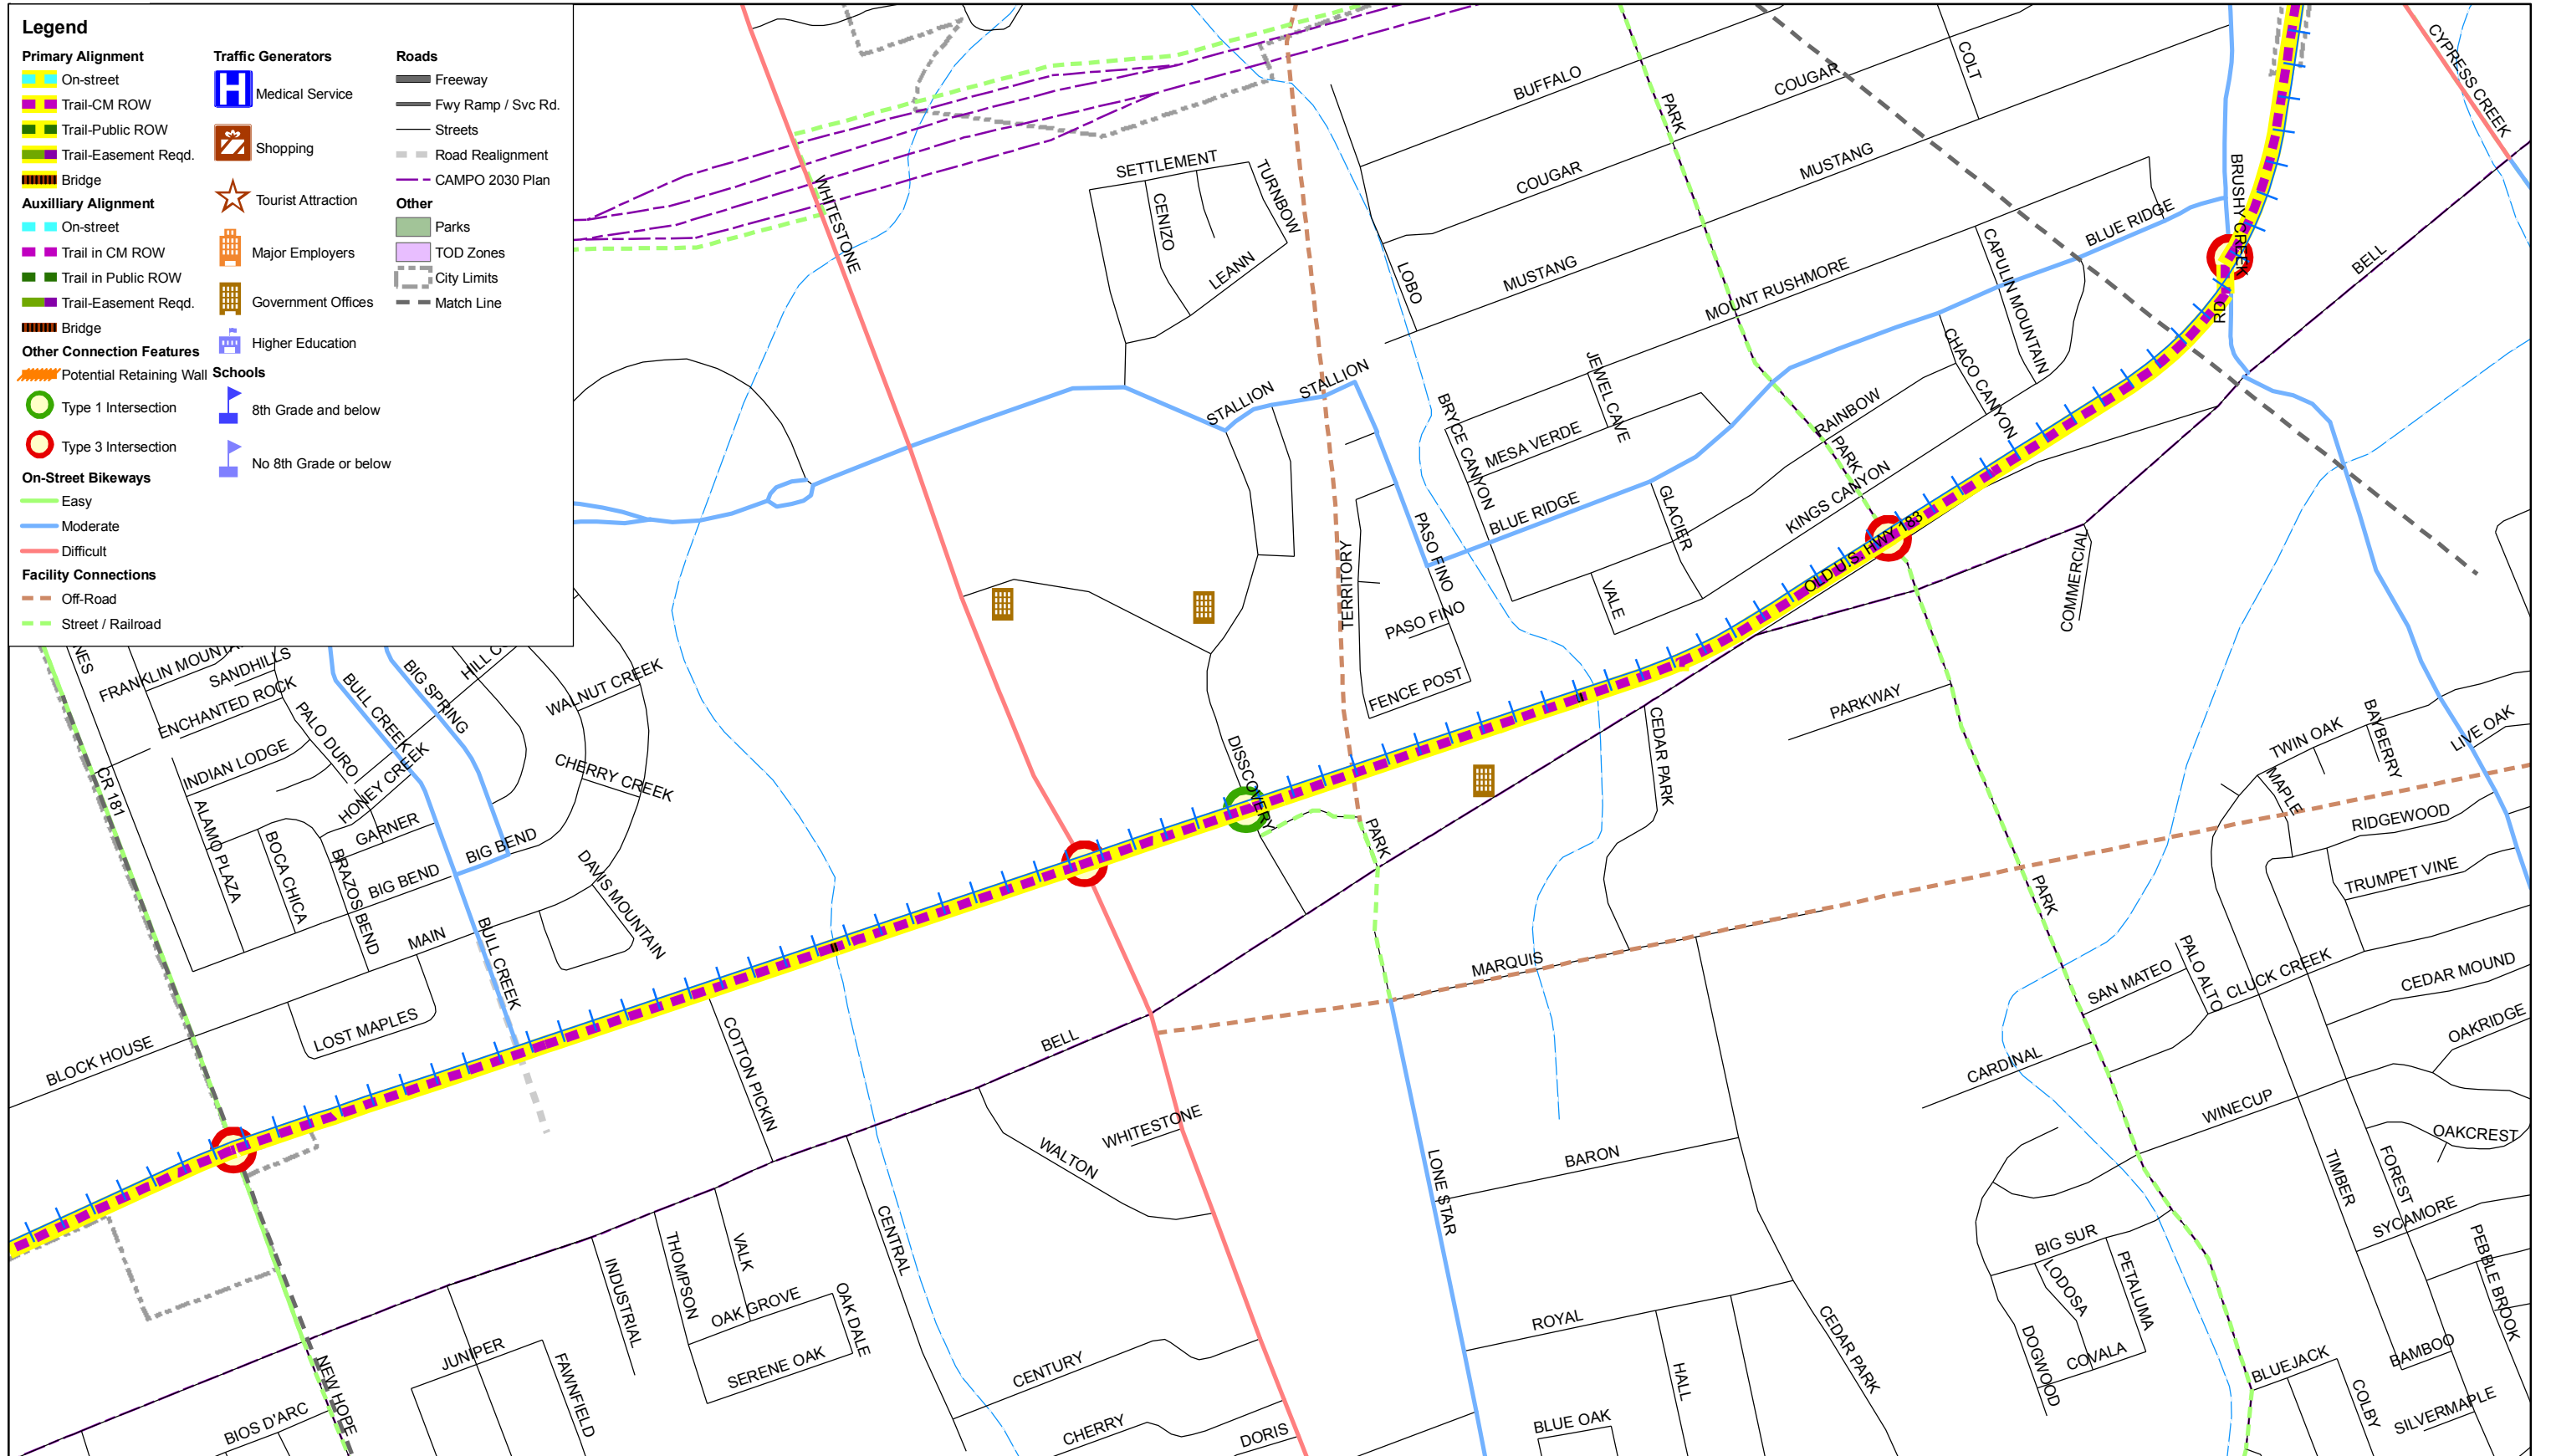 Legend
Primary Alignment
On-street
Trail-CM ROW
Trail-Public ROW
Trail-Easement Reqd.
Bridge
Auxilliary Alignment
On-street
Trail in CM ROW
Trail in Public ROW
Trail-Easement Reqd.
Bridge
Other Connection Features
Potential Retaining Wall
Type 1 Intersection
Type 3 Intersection
On-Street Bikeways
Easy
Moderate
Difficult
Facility Connections
Off-Road
Street / Railroad
Traffic Generators
Medical Service
Shopping
Tourist Attraction
Major Employers
Government Offices
Higher Education
Schools
8th Grade and below
No 8th Grade or below
Roads
Freeway
Fwy Ramp / Svc Rd.
Streets
Road Realignment
CAMPO 2030 Plan
Other
Parks
TOD Zones
City Limits
Match Line
WHITESTONE
SETTLEMENT
CENIZO
TURNBOW
LEANN
BUFFALO
PARK
COUGAR
COLT
COUGAR
MUSTANG
LOBO
MUSTANG
MOUNT RUSHMORE
CAPULIN MOUNTAIN
BLUE RIDGE
BRUSHY CREEK
RD
CYPRESS CREEK
BELL
STALLION
STALLION
BRYCE CANYON
JEWEL CAVE
MESA VERDE
BLUE RIDGE
RAINBOW
CHACO CANYON
PARK
KINGS CANYON
GLACIER
VALE
TERRITORY
PASO FINO
PASO FINO
FENCE POST
OLD U.S. HWY 183
COMMERCIAL
PARKWAY
CEDAR PARK
DISSCOVERY
PARK
MARQUIS
PARK
TWIN OAK
BAYBERRY
LIVE OAK
MAPLE
RIDGEWOOD
TRUMPET VINE
SAN MATEO
PALO ALTO
CLUCK CREEK
CEDAR MOUND
OAKRIDGE
CARDINAL
WINECUP
OAKCREST
TIMBER
FOREST
SYCAMORE
PEBBLE BROOK
BIG SUR
LODOSA
PETALUMA
DOGWOOD
COVALA
BLUEJACK
COLBY
BAMBOO
SILVERMAPLE
FRANKLIN MOUNTA
SANDHILLS
ENCHANTED ROCK
INDIAN LODGE
PALO DURO
BULL CREEK
BIG SPRING
HILL C
WALNUT CREEK
CHERRY CREEK
HONEY CREEK
GARNER
BIG BEND
BIG BEND
CR 181
ALAMO PLAZA
BOCA CHICA
BRAZOS BEND
DAVIS MOUNTAIN
MAIN
BULL CREEK
LOST MAPLES
BLOCK HOUSE
COTTON PICKIN
BELL
WALTON
WHITESTONE
LONE STAR
BARON
ROYAL
HALL
CEDAR PARK
BLUE OAK
CENTRAL
CENTURY
CHERRY
DORIS
INDUSTRIAL
THOMPSON
VALK
OAK GROVE
OAK DALE
SERENE OAK
JUNIPER
FAWNFIELD
NEW HOPE
BIOS D'ARC